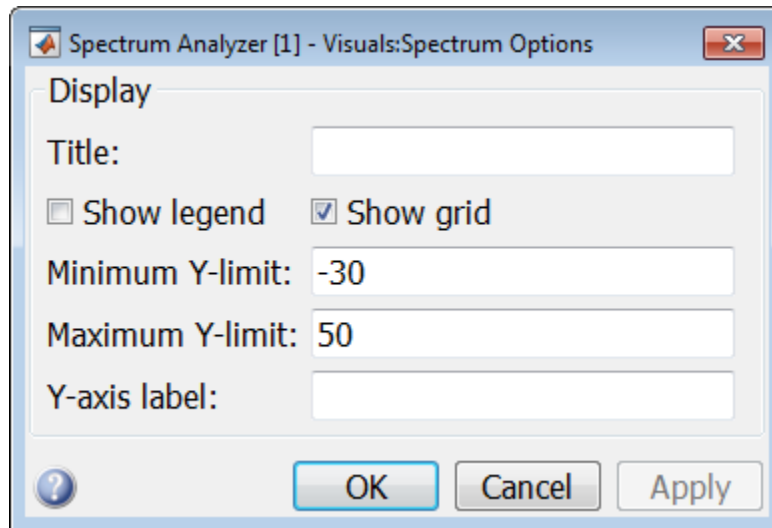 Spectrum Analyzer [1] - Visuals:Spectrum Options
Display
Title:
Show legend Show grid
Minimum Y-limit: -30
Maximum Y-limit: 50
Y-axis label:
? OK Cancel Apply